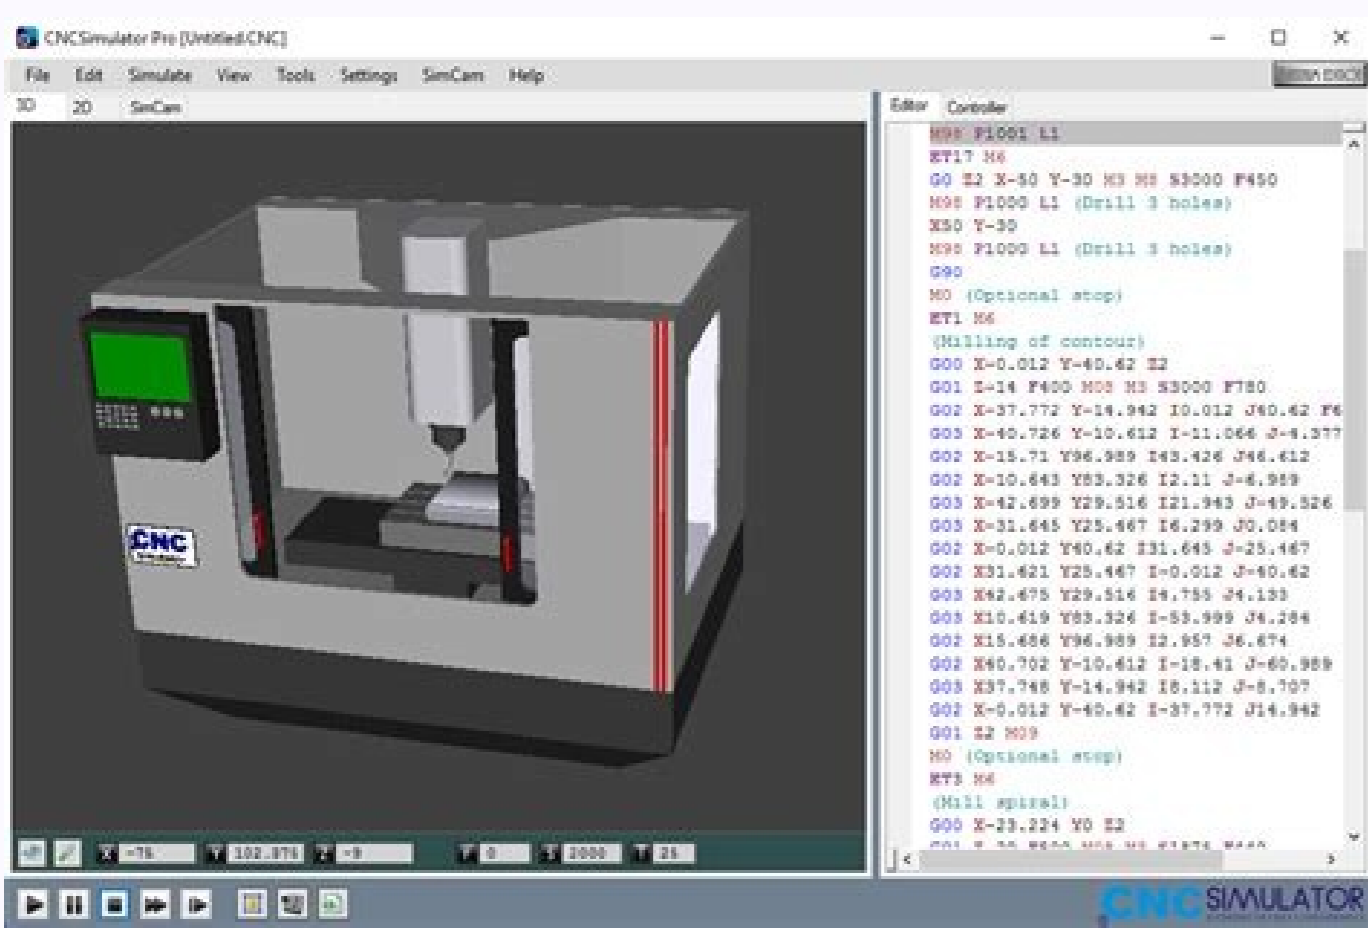 CNCSimulator Pro [Untitled.CNC]
File Edit Simulate View Tools Settings SimCam Help
3D 2D SimCam
Editor Controller
M98 P1001 L1
ET17 M6
G0 Z2 X-50 Y-30 M3 M8 S3000 F450
M98 P1000 L1 (Drill 3 holes)
X50 Y-30
M98 P1000 L1 (Drill 3 holes)
G90
M0 (Optional stop)
ET1 M6
(Milling of contour)
G00 X-0.012 Y-40.62 Z2
G01 Z-14 F400 M08 M3 S3000 F780
G02 X-37.772 Y-14.942 I0.012 J40.62 F6
G03 X-40.726 Y-10.612 I-11.066 J-4.377
G02 X-15.71 Y96.989 I43.426 J46.612
G02 X-10.643 Y83.326 I2.11 J-6.989
G03 X-42.699 Y29.516 I21.943 J-49.526
G03 X-31.645 Y25.467 I6.299 J0.084
G02 X-0.012 Y40.62 I31.645 J-25.467
G02 X31.621 Y25.467 I-0.012 J-40.62
G03 X42.675 Y29.516 I4.755 J4.133
G03 X10.619 Y83.326 I-53.999 J4.284
G02 X15.686 Y96.989 I2.957 J6.674
G02 X40.702 Y-10.612 I-18.41 J-60.989
G03 X37.748 Y-14.942 I8.112 J-8.707
G02 X-0.012 Y-40.62 I-37.772 J14.942
G01 Z2 M09
M0 (Optional stop)
ET3 M6
(Mill spiral)
G00 X-23.224 Y0 Z2
CNC
X -75 Y 102.875 Z -9 F 0 S 2000 T 25
CNC SIMULATOR